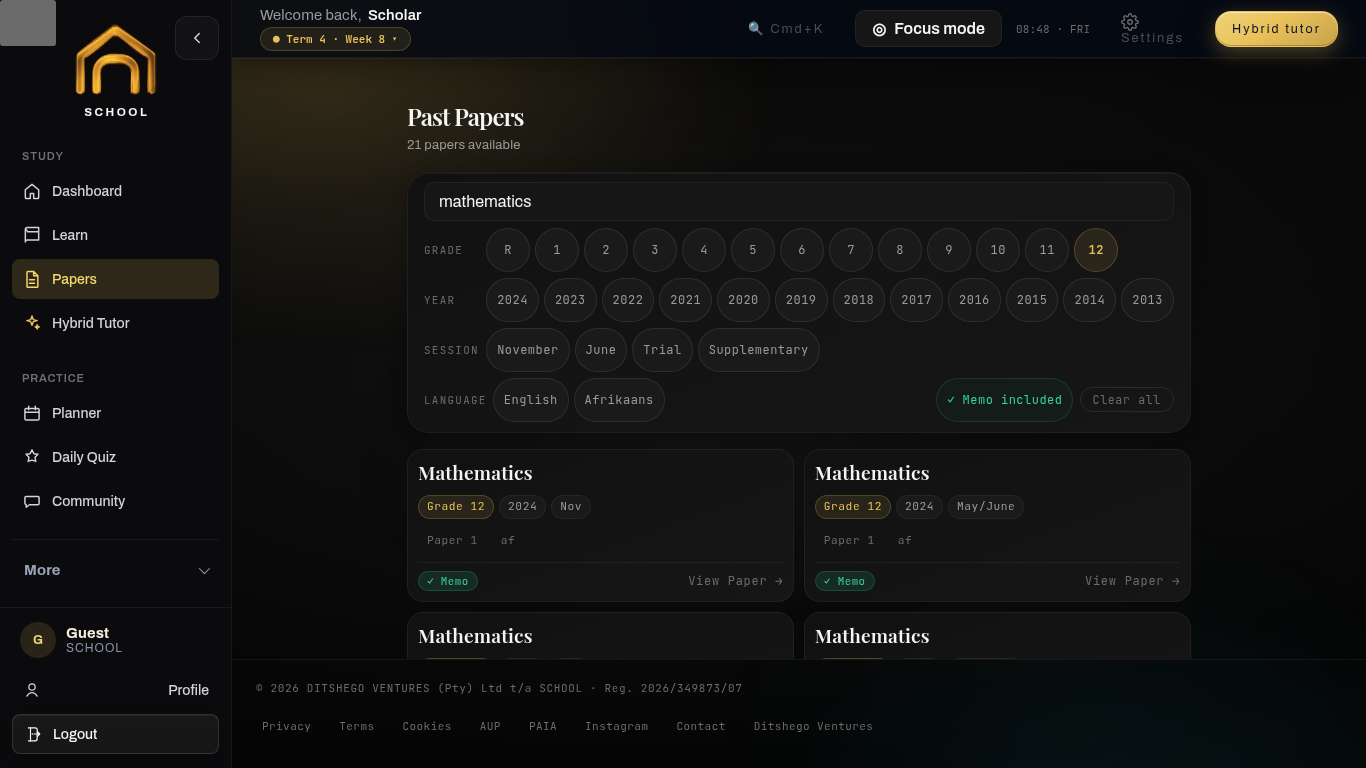 SCHOOL
STUDY
Dashboard
Learn
Papers
Hybrid Tutor
PRACTICE
Planner
Daily Quiz
Community
More
G
Guest
SCHOOL
Profile
Logout
Welcome back, Scholar
Term 4 · Week 8
Cmd+K
Focus mode
08:48 · FRI
Settings
Hybrid tutor
Past Papers
21 papers available
mathematics
GRADE R 1 2 3 4 5 6 7 8 9 10 11 12
YEAR 2024 2023 2022 2021 2020 2019 2018 2017 2016 2015 2014 2013
SESSION November June Trial Supplementary
LANGUAGE English Afrikaans ✓ Memo included Clear all
Mathematics
Grade 12 2024 Nov
Paper 1 af
✓ Memo View Paper →
Mathematics
Grade 12 2024 May/June
Paper 1 af
✓ Memo View Paper →
Mathematics
Mathematics
© 2026 DITSHEGO VENTURES (Pty) Ltd t/a SCHOOL · Reg. 2026/349873/07
Privacy Terms Cookies AUP PAIA Instagram Contact Ditshego Ventures